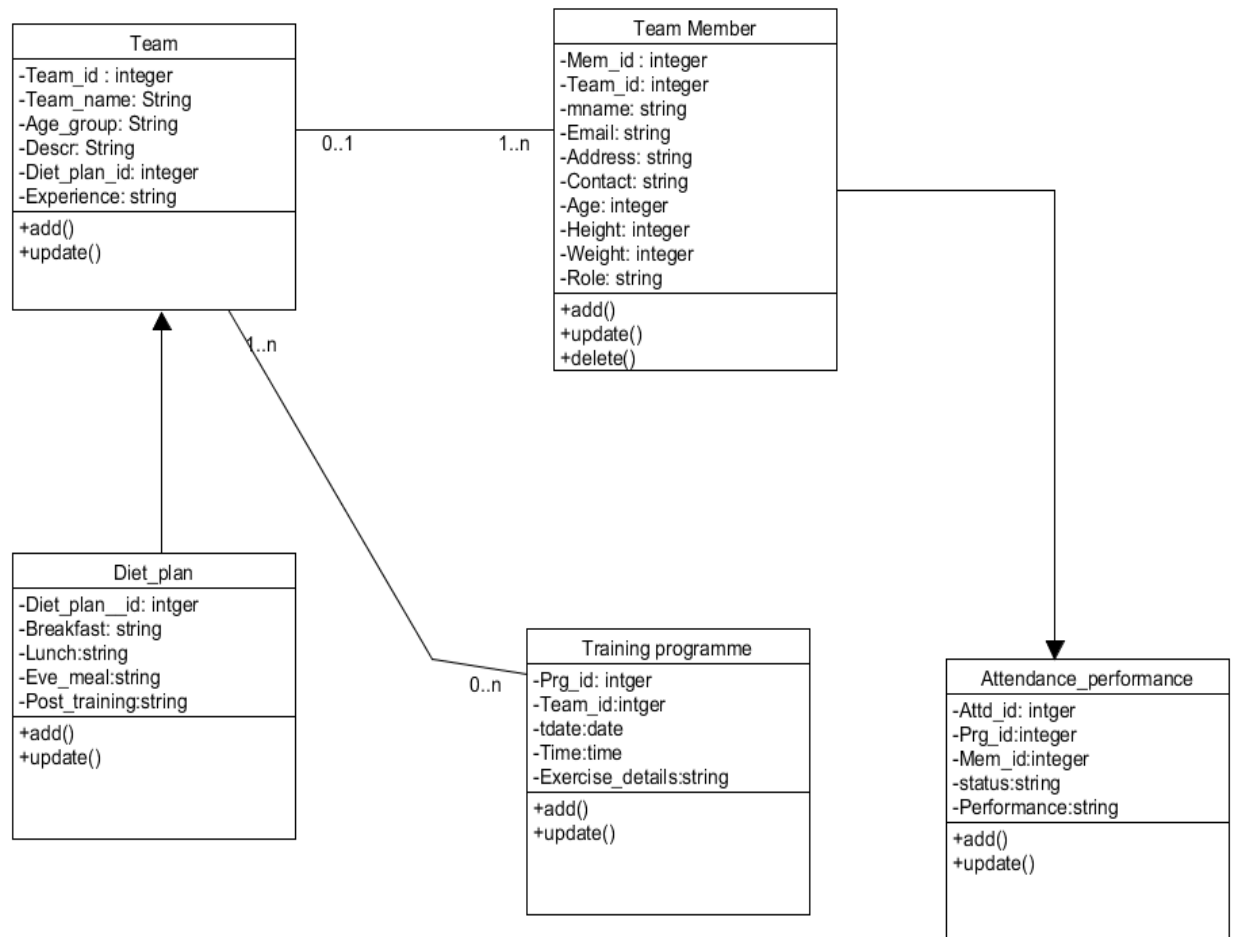 Team
-Team_id : integer
-Team_name: String
-Age_group: String
-Descr: String
-Diet_plan_id: integer
-Experience: string
+add()
+update()
0..1
1..n
Team Member
-Mem_id : integer
-Team_id: integer
-mname: string
-Email: string
-Address: string
-Contact: string
-Age: integer
-Height: integer
-Weight: integer
-Role: string
+add()
+update()
+delete()
1..n
0..n
Diet_plan
-Diet_plan__id: intger
-Breakfast: string
-Lunch:string
-Eve_meal:string
-Post_training:string
+add()
+update()
Training programme
-Prg_id: intger
-Team_id:intger
-tdate:date
-Time:time
-Exercise_details:string
+add()
+update()
Attendance_performance
-Attd_id: intger
-Prg_id:integer
-Mem_id:integer
-status:string
-Performance:string
+add()
+update()